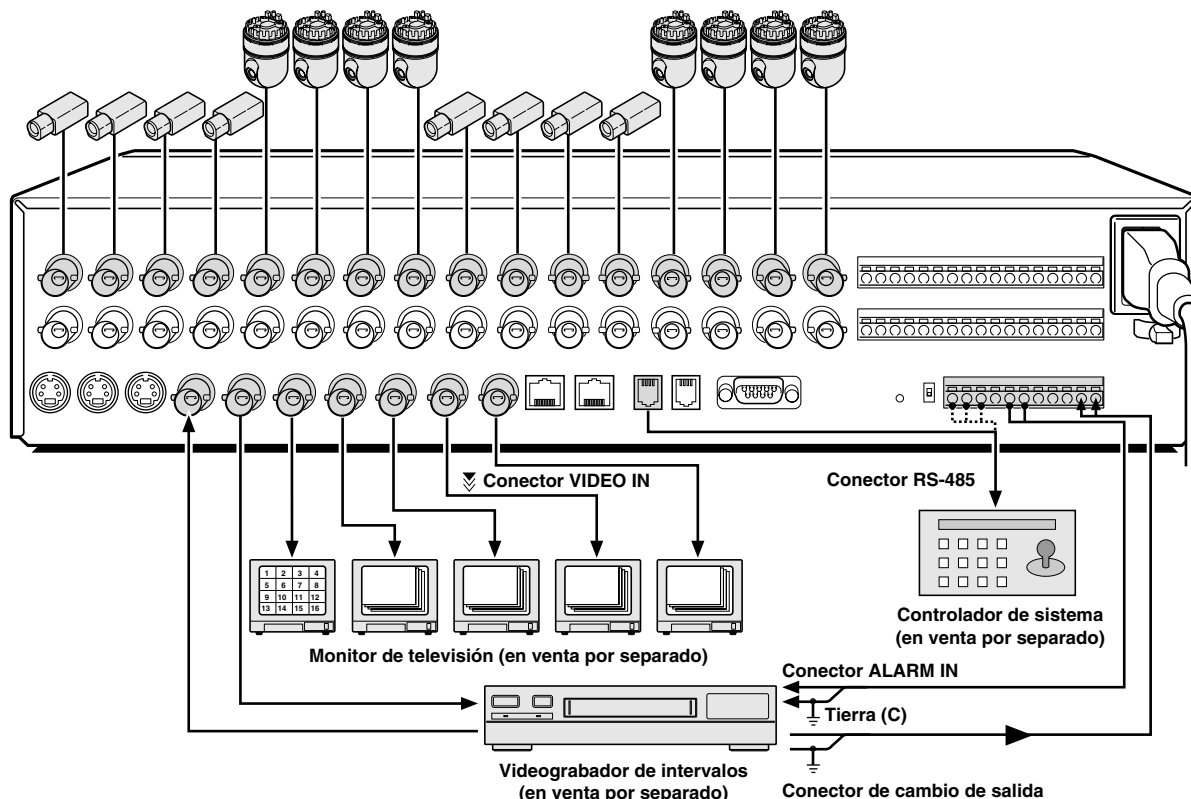 Conector VIDEO IN
Conector RS-485
1 2 3 4
5 6 7 8
9 10 11 12
13 14 15 16
Controlador de sistema
(en venta por separado)
Monitor de televisión (en venta por separado)
Conector ALARM IN
Tierra (C)
Videograbador de intervalos
(en venta por separado)
Conector de cambio de salida